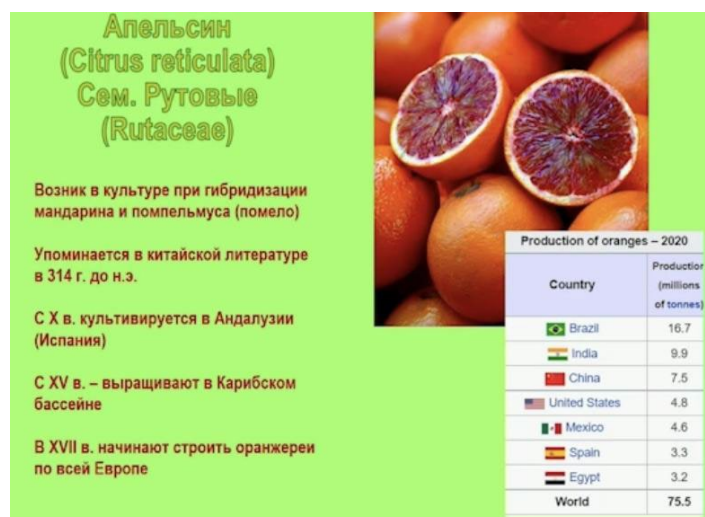 Апельсин
(Citrus reticulata)
Сем. Рутовые
(Rutaceae)
Возник в культуре при гибридизации
мандарина и помпельмуса (помело)
Упоминается в китайской литературе
в 314 г. до н.э.
С X в. культивируется в Андалузии
(Испания)
С XV в. – выращивают в Карибском
бассейне
В XVII в. начинают строить оранжереи
по всей Европе
Production of oranges – 2020
Country Production
(millions
of tonnes)
Brazil 16.7
India 9.9
China 7.5
United States 4.8
Mexico 4.6
Spain 3.3
Egypt 3.2
World 75.5